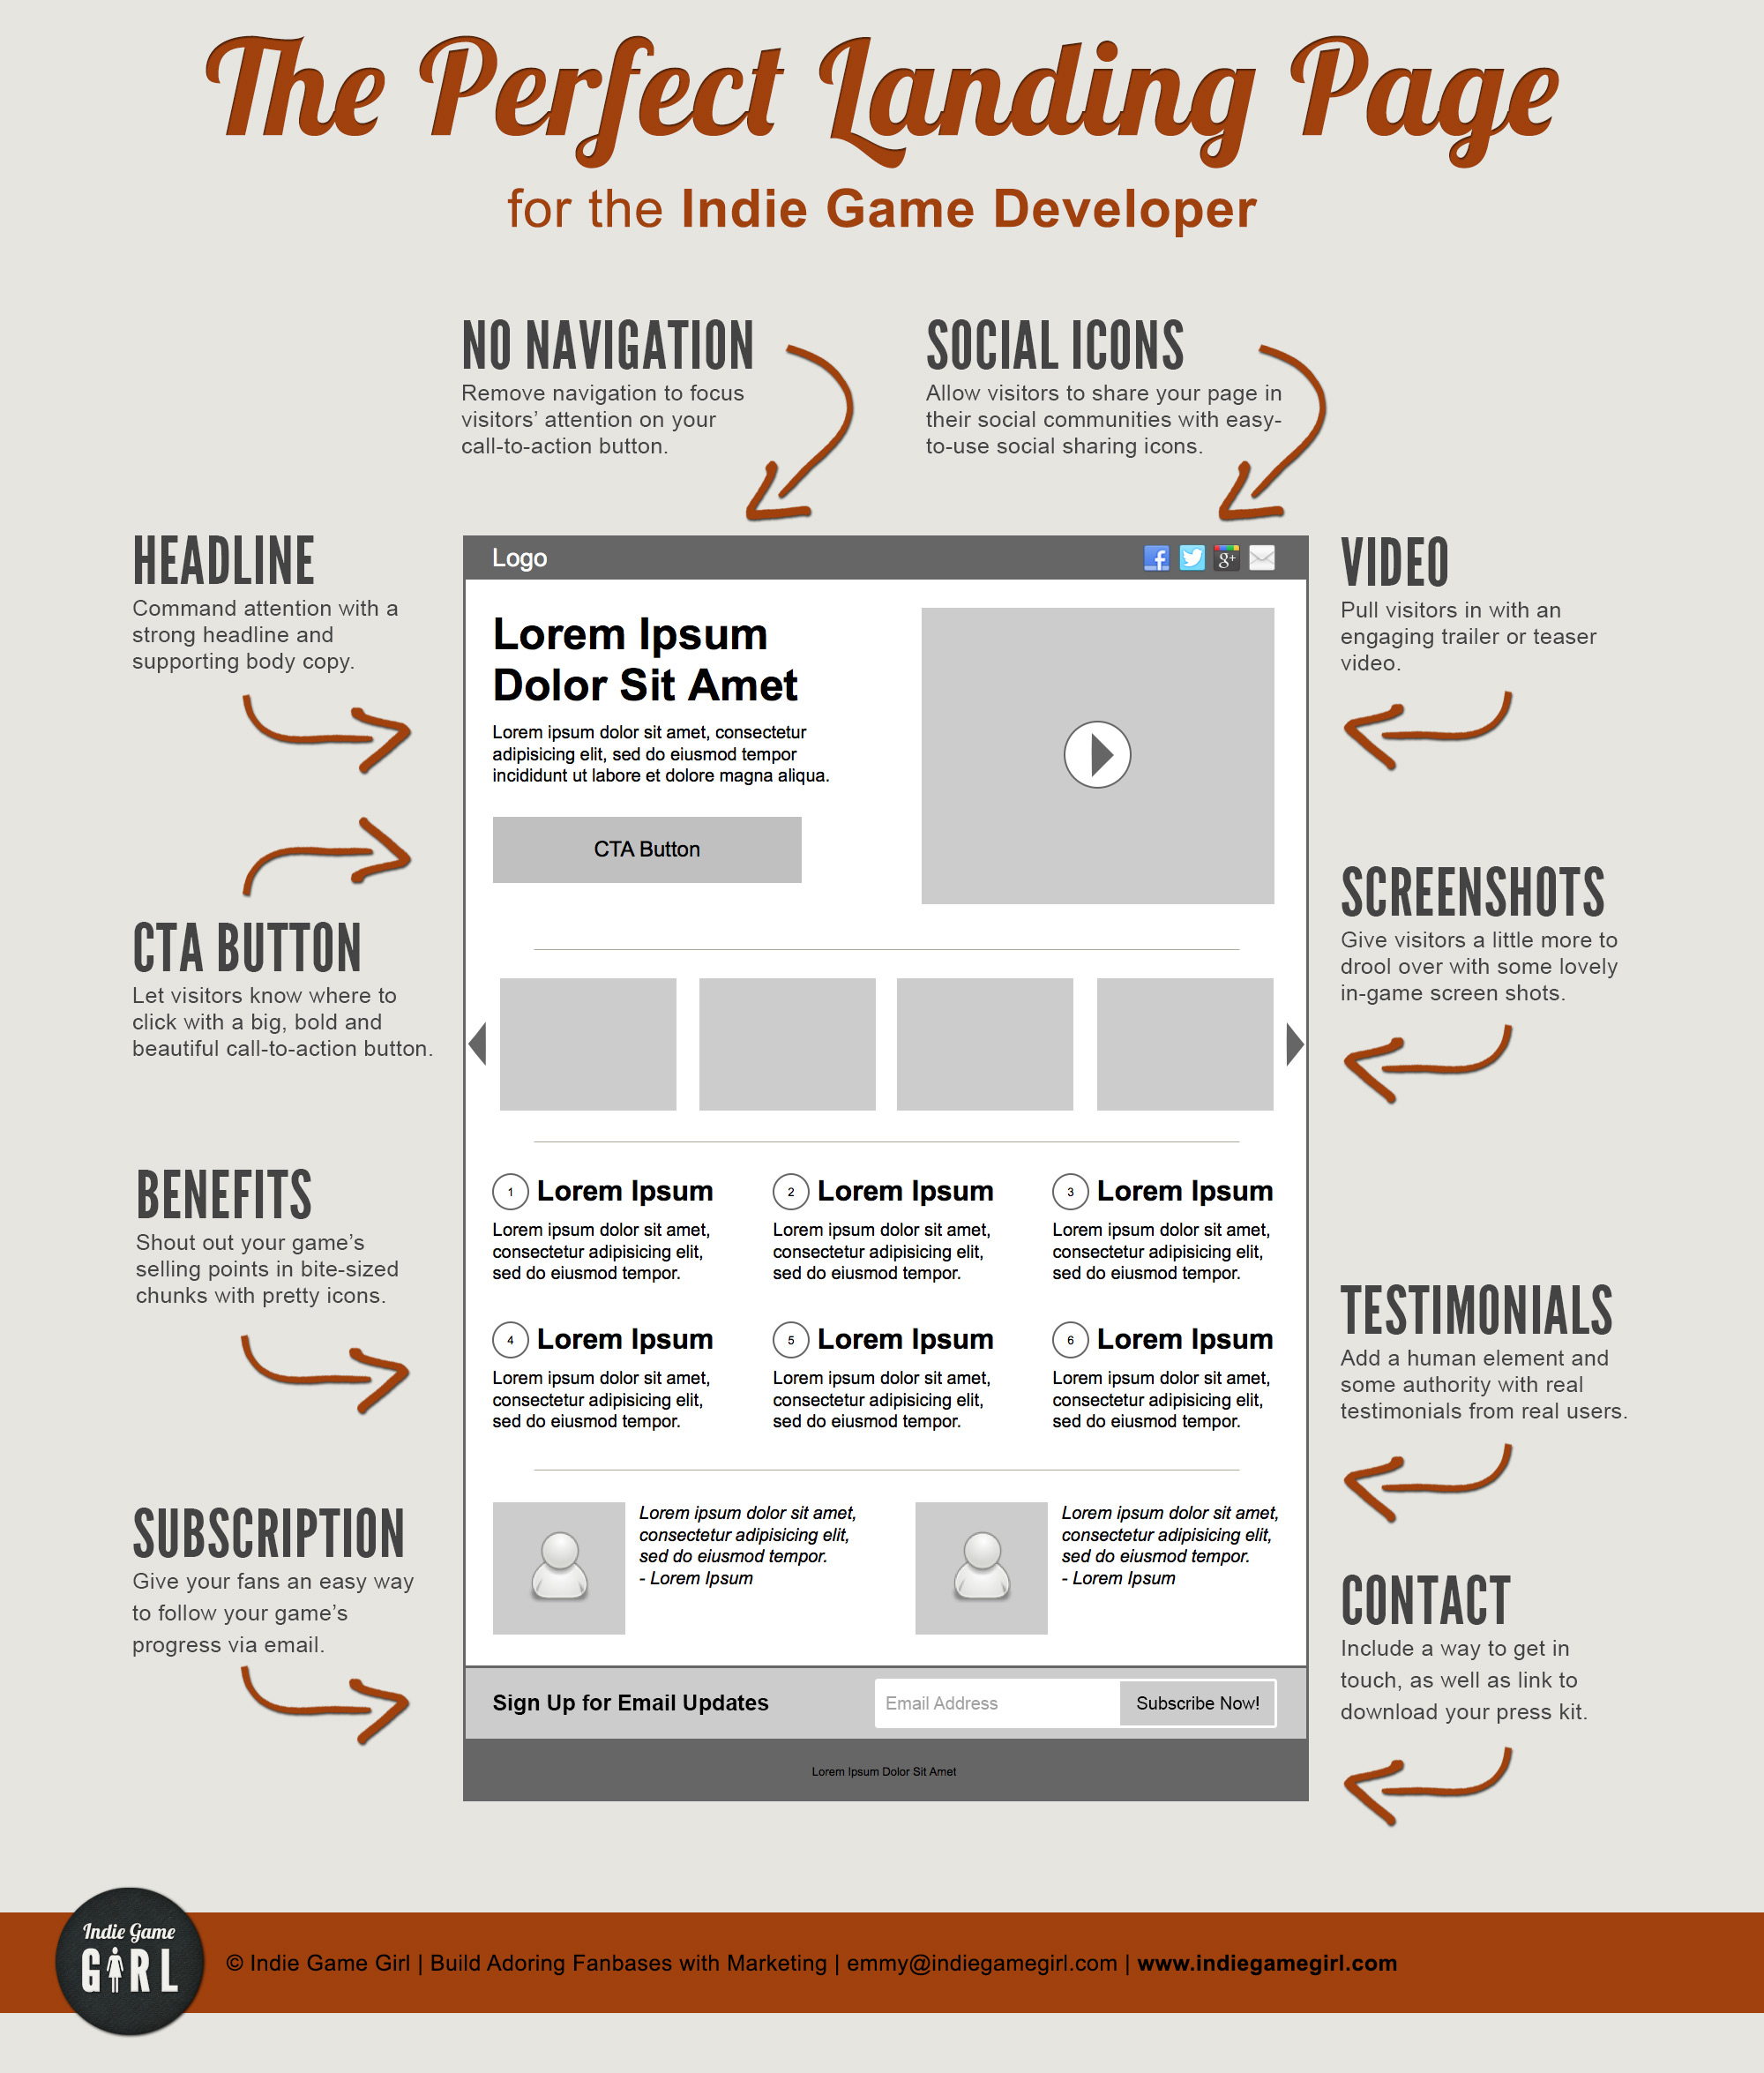 The Perfect Landing Page
for the Indie Game Developer
NO NAVIGATION
Remove navigation to focus
visitors' attention on your
call-to-action button.
SOCIAL ICONS
Allow visitors to share your page in
their social communities with easy-
to-use social sharing icons.
HEADLINE
Command attention with a
strong headline and
supporting body copy.
CTA BUTTON
Let visitors know where to
click with a big, bold and
beautiful call-to-action button.
BENEFITS
Shout out your game's
selling points in bite-sized
chunks with pretty icons.
SUBSCRIPTION
Give your fans an easy way
to follow your game's
progress via email.
Logo
f
g+
Lorem Ipsum
Dolor Sit Amet
Lorem ipsum dolor sit amet, consectetur
adipisicing elit, sed do eiusmod tempor
incididunt ut labore et dolore magna aliqua.
CTA Button
1 Lorem Ipsum
Lorem ipsum dolor sit amet,
consectetur adipisicing elit,
sed do eiusmod tempor.
2 Lorem Ipsum
Lorem ipsum dolor sit amet,
consectetur adipisicing elit,
sed do eiusmod tempor.
3 Lorem Ipsum
Lorem ipsum dolor sit amet,
consectetur adipisicing elit,
sed do eiusmod tempor.
4 Lorem Ipsum
Lorem ipsum dolor sit amet,
consectetur adipisicing elit,
sed do eiusmod tempor.
5 Lorem Ipsum
Lorem ipsum dolor sit amet,
consectetur adipisicing elit,
sed do eiusmod tempor.
6 Lorem Ipsum
Lorem ipsum dolor sit amet,
consectetur adipisicing elit,
sed do eiusmod tempor.
Lorem ipsum dolor sit amet,
consectetur adipisicing elit,
sed do eiusmod tempor.
- Lorem Ipsum
Lorem ipsum dolor sit amet,
consectetur adipisicing elit,
sed do eiusmod tempor.
- Lorem Ipsum
Sign Up for Email Updates
Email Address
Subscribe Now!
Lorem Ipsum Dolor Sit Amet
VIDEO
Pull visitors in with an
engaging trailer or teaser
video.
SCREENSHOTS
Give visitors a little more to
drool over with some lovely
in-game screen shots.
TESTIMONIALS
Add a human element and
some authority with real
testimonials from real users.
CONTACT
Include a way to get in
touch, as well as link to
download your press kit.
Indie Game
GIRL
© Indie Game Girl | Build Adoring Fanbases with Marketing | emmy@indiegamegirl.com | www.indiegamegirl.com